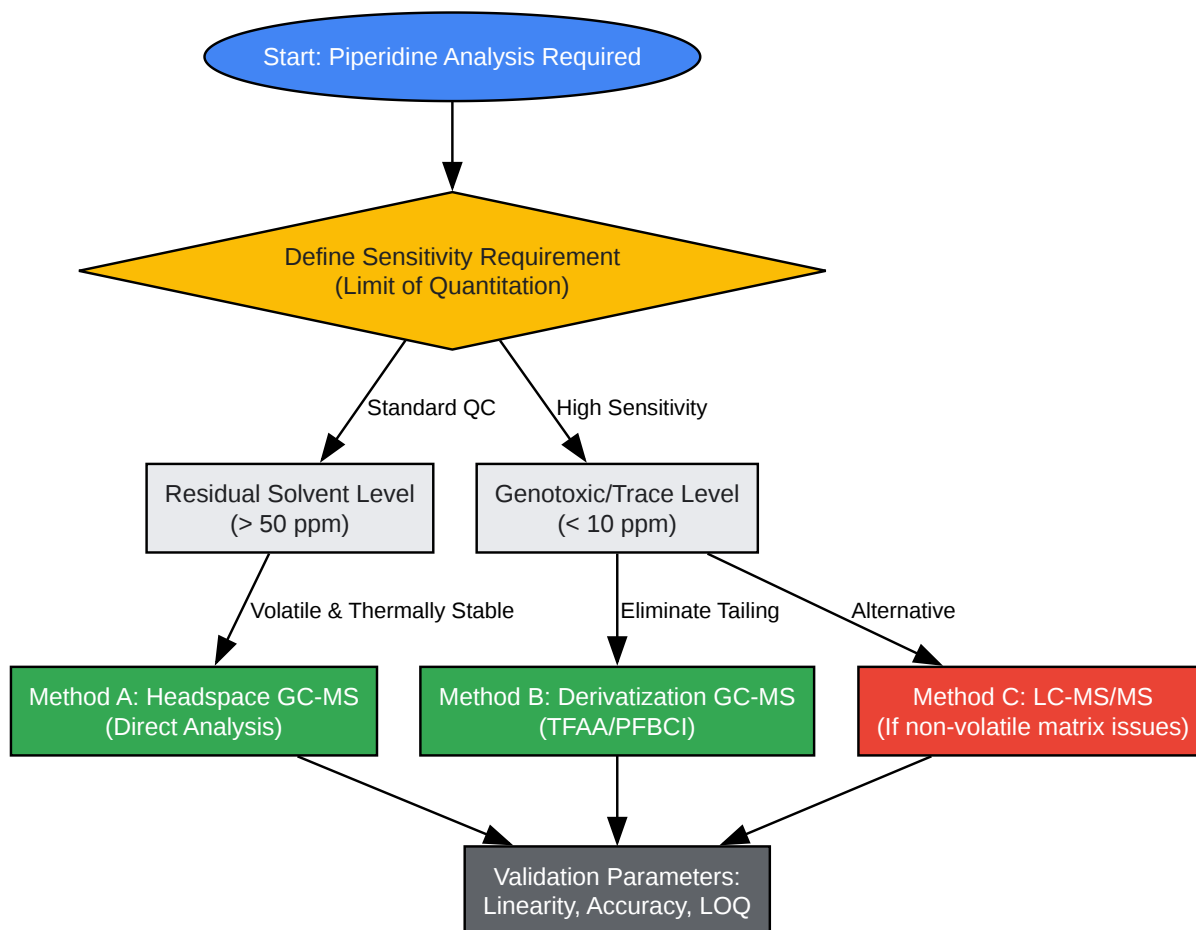 Start: Piperidine Analysis Required
Define Sensitivity Requirement
(Limit of Quantitation)
Standard QC
High Sensitivity
Residual Solvent Level
(> 50 ppm)
Genotoxic/Trace Level
(< 10 ppm)
Volatile & Thermally Stable
Eliminate Tailing
Alternative
Method A: Headspace GC-MS
(Direct Analysis)
Method B: Derivatization GC-MS
(TFAA/PFBCI)
Method C: LC-MS/MS
(If non-volatile matrix issues)
Validation Parameters:
Linearity, Accuracy, LOQ